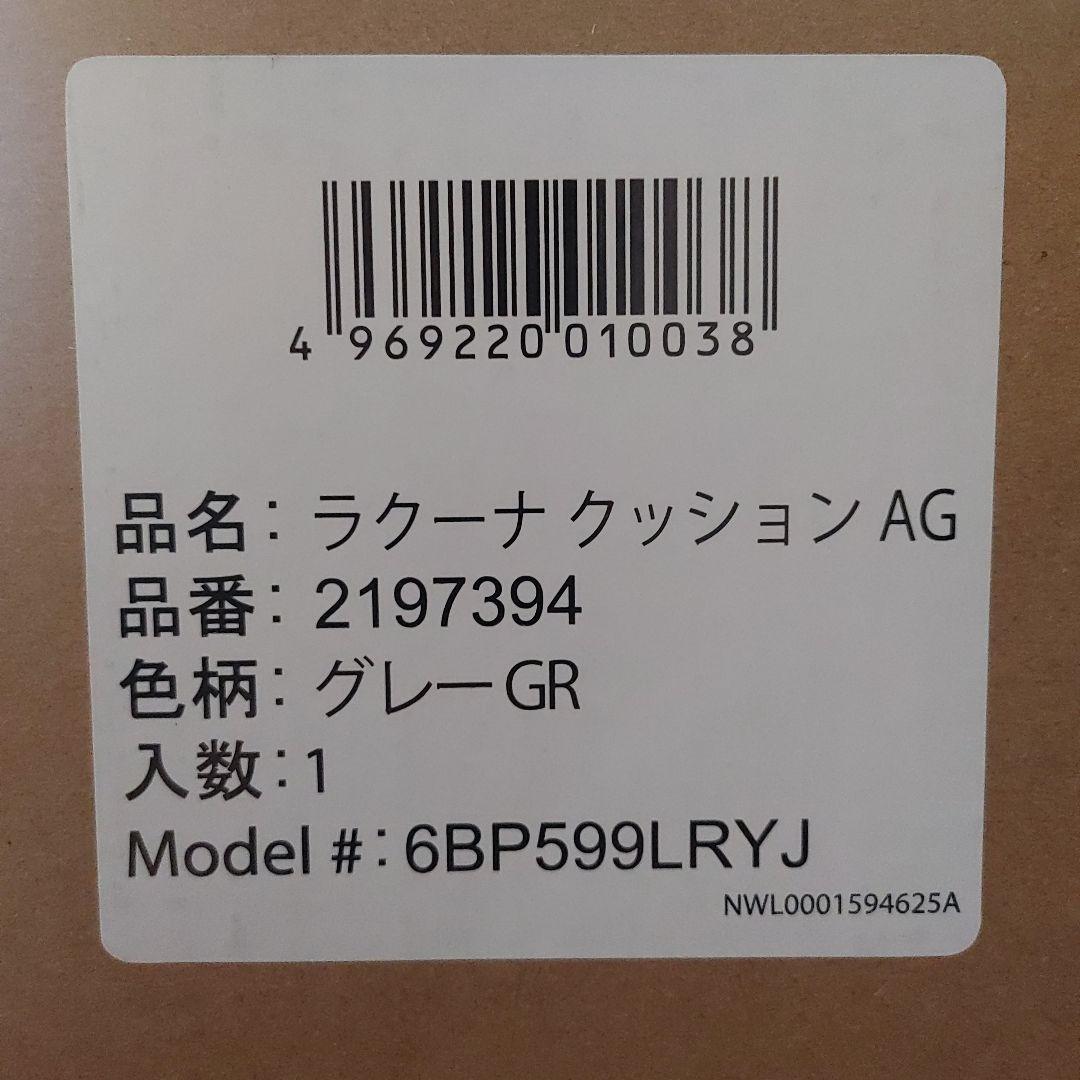 4 969220 010038
品名：ラクーナ クッション AG
品番：2197394
色柄：グレーGR
入数：1
Model #：6BP599LRYJ
NWL0001594625A